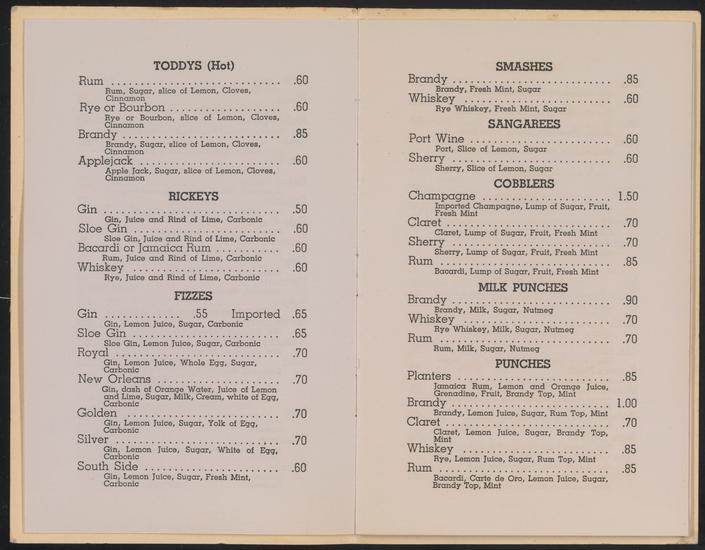 TODDYS (Hot)
Rum .60
Rum, Sugar, slice of Lemon, Cloves,
Cinnamon
Rye or Bourbon .60
Rye or Bourbon, slice of Lemon, Cloves,
Cinnamon
Brandy .85
Brandy, Sugar, slice of Lemon, Cloves,
Cinnamon
Applejack .60
Apple Jack, Sugar, slice of Lemon, Cloves,
Cinnamon
RICKEYS
Gin .50
Gin, Juice and Rind of Lime, Carbonic
Sloe Gin .60
Sloe Gin, Juice and Rind of Lime, Carbonic
Bacardi or Jamaica Rum .60
Rum, Juice and Rind of Lime, Carbonic
Whiskey .60
Rye, Juice and Rind of Lime, Carbonic
FIZZES
Gin .55 Imported .65
Gin, Lemon Juice, Sugar, Carbonic
Sloe Gin .65
Sloe Gin, Lemon Juice, Sugar, Carbonic
Royal .70
Gin, Lemon Juice, Whole Egg, Sugar,
Carbonic
New Orleans .70
Gin, dash of Orange Water, Juice of Lemon
and Lime, Sugar, Milk, Cream, white of Egg,
Carbonic
Golden .70
Gin, Lemon Juice, Sugar, Yolk of Egg,
Carbonic
Silver .70
Gin, Lemon Juice, Sugar, White of Egg,
Carbonic
South Side .60
Gin, Lemon Juice, Sugar, Fresh Mint,
Carbonic
SMASHES
Brandy .85
Brandy, Fresh Mint, Sugar
Whiskey .60
Rye Whiskey, Fresh Mint, Sugar
SANGAREES
Port Wine .60
Port, Slice of Lemon, Sugar
Sherry .60
Sherry, Slice of Lemon, Sugar
COBBLERS
Champagne 1.50
Imported Champagne, Lump of Sugar, Fruit,
Fresh Mint
Claret .70
Claret, Lump of Sugar, Fruit, Fresh Mint
Sherry .70
Sherry, Lump of Sugar, Fruit, Fresh Mint
Rum .85
Bacardi, Lump of Sugar, Fruit, Fresh Mint
MILK PUNCHES
Brandy .90
Brandy, Milk, Sugar, Nutmeg
Whiskey .70
Rye Whiskey, Milk, Sugar, Nutmeg
Rum .70
Rum, Milk, Sugar, Nutmeg
PUNCHES
Planters .85
Jamaica Rum, Lemon and Orange Juice,
Grenadine, Fruit, Brandy Top, Mint
Brandy 1.00
Brandy, Lemon Juice, Sugar, Rum Top, Mint
Claret .70
Claret, Lemon Juice, Sugar, Brandy Top,
Mint
Whiskey .85
Rye, Lemon Juice, Sugar, Rum Top, Mint
Rum .85
Bacardi, Carte de Oro, Lemon Juice, Sugar,
Brandy Top, Mint